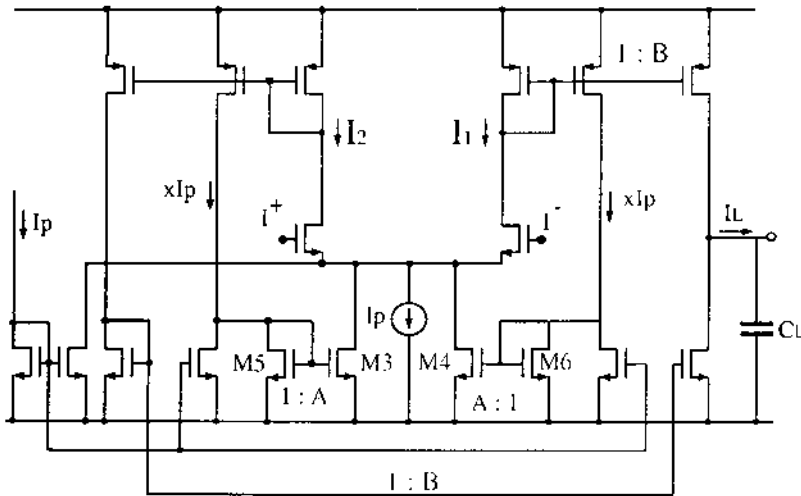 1 : B
I2
I1
xIp
I+
I-
xIp
IL
Ip
Ip
CL
M5
M3
M4
M6
1 : A
A : 1
1 : B